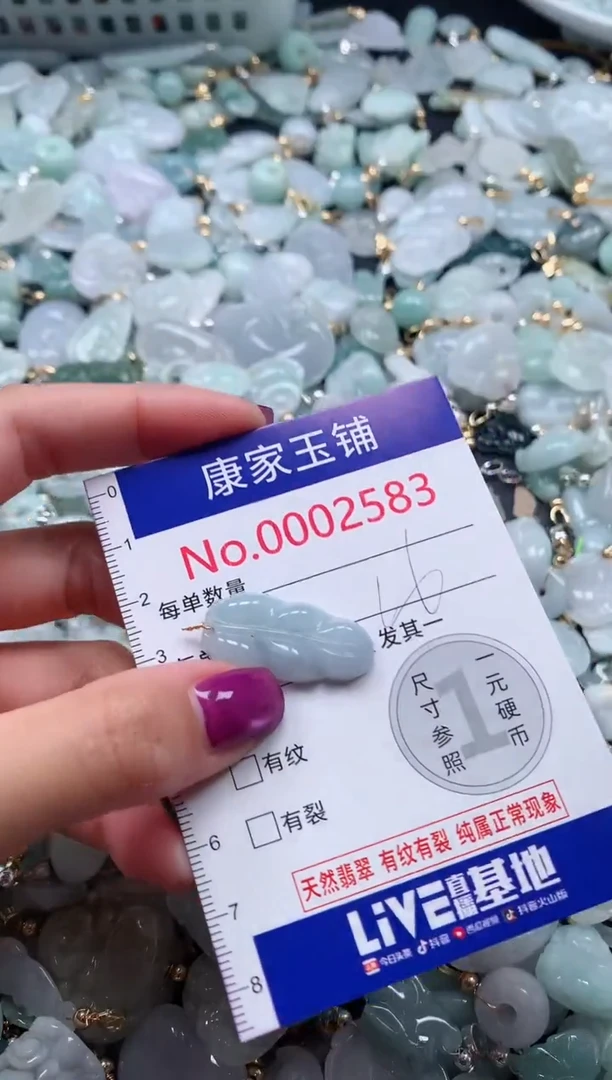 康家玉铺
No.0002583
0
1
2
3
6
7
8
每单数量
16
发其一
一元硬币
1
尺寸参照
有纹
有裂
天然翡翠 有纹有裂 纯属正常现象
LiVE直播基地
今日头条 抖音 西瓜视频 抖音火山版